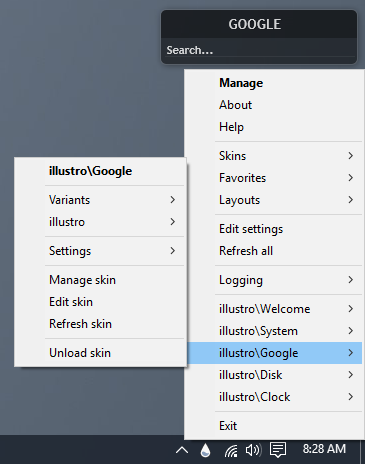 GOOGLE
Search...
Manage
About
Help
Skins
Favorites
Layouts
Edit settings
Refresh all
Logging
illustro\Welcome
illustro\System
illustro\Google
illustro\Disk
illustro\Clock
Exit
illustro\Google
Variants
illustro
Settings
Manage skin
Edit skin
Refresh skin
Unload skin
8:28 AM